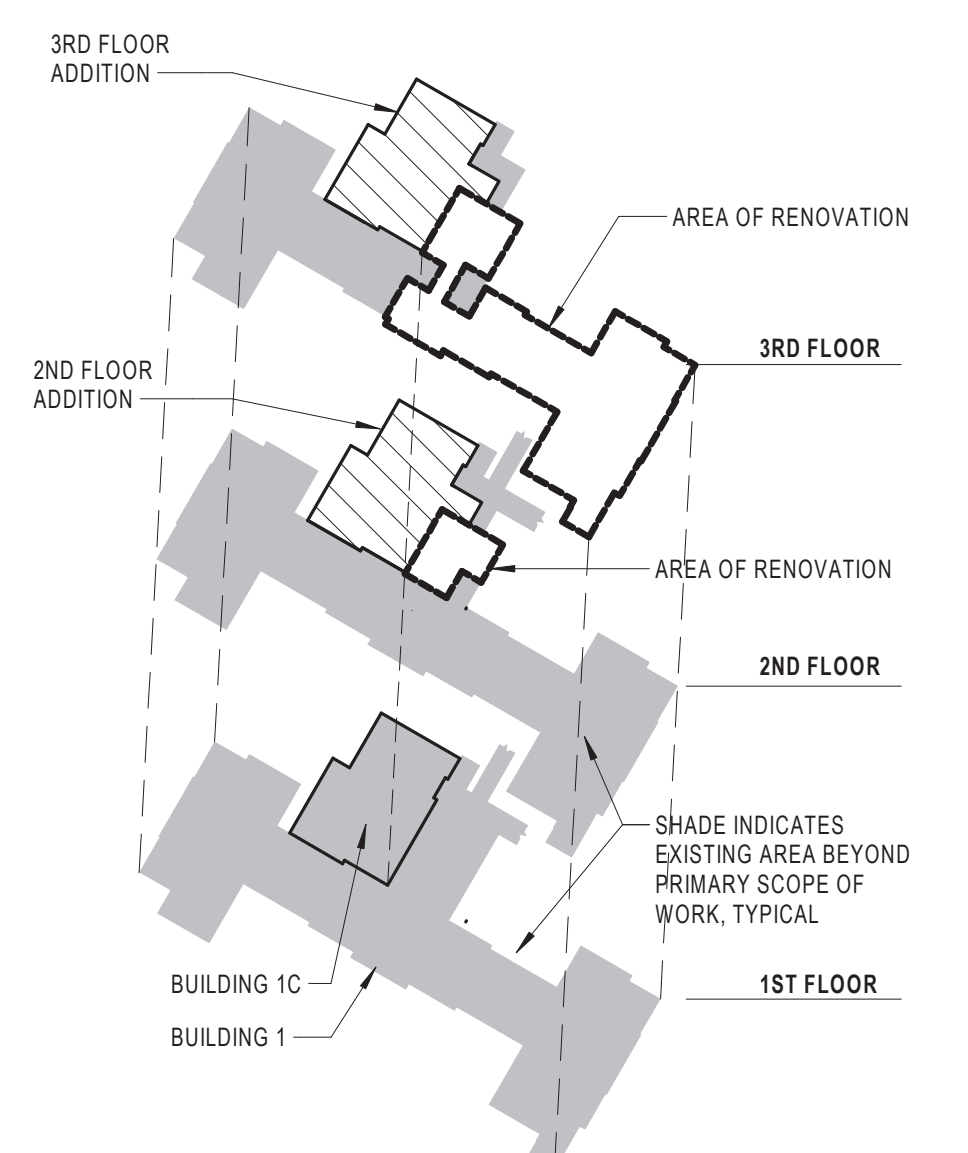 3RD FLOOR
ADDITION
AREA OF RENOVATION
3RD FLOOR
2ND FLOOR
ADDITION
AREA OF RENOVATION
2ND FLOOR
SHADE INDICATES
EXISTING AREA BEYOND
PRIMARY SCOPE OF
WORK, TYPICAL
BUILDING 1C
1ST FLOOR
BUILDING 1